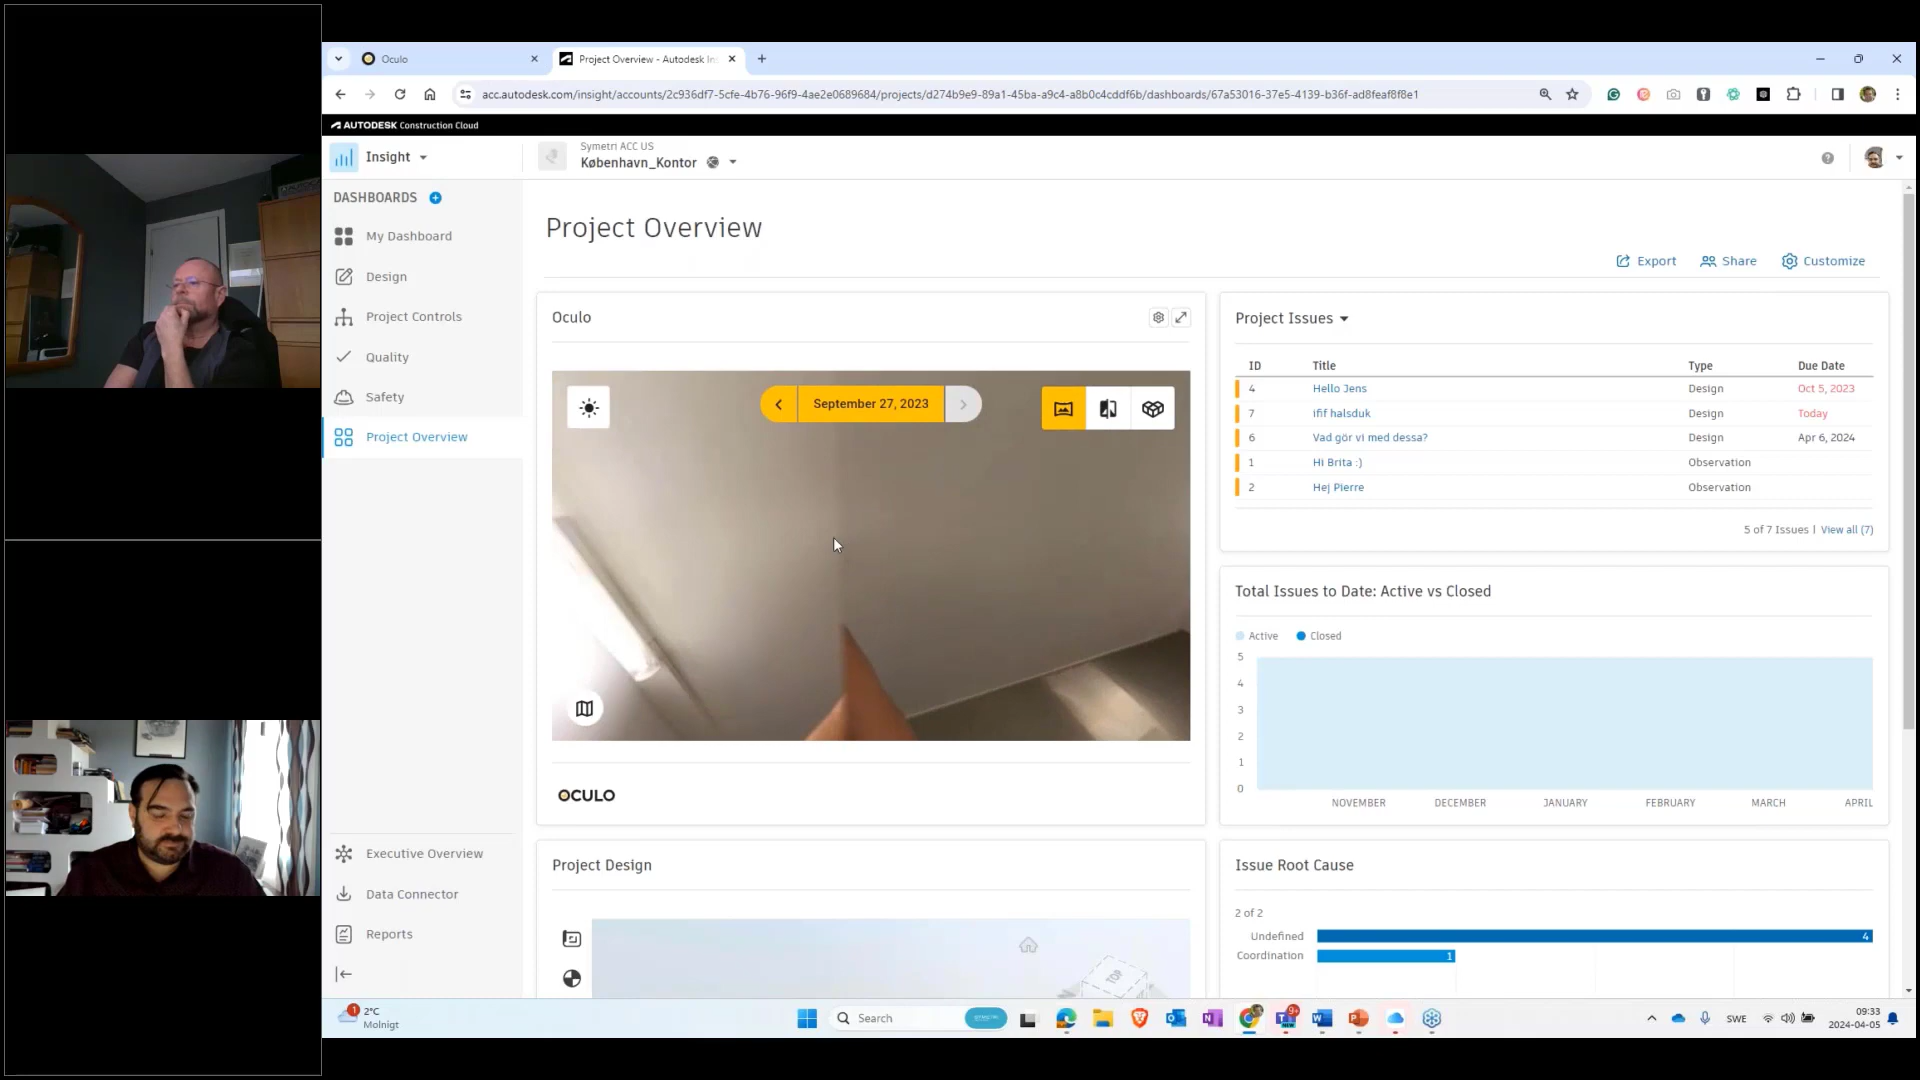 Oculo
Project Overview - Autodesk In
acc.autodesk.com/insight/accounts/2c936df7-5cfe-4b76-96f9-4ae2e0689684/projects/d274b9e9-89a1-45ba-a9c4-a8b0c4cddf6b/dashboards/67a53016-37e5-4139-b36f-ad8feaf8f8e1
AUTODESK Construction Cloud
Insight
Symetri ACC US
København_Kontor
DASHBOARDS
My Dashboard
Design
Project Controls
Quality
Safety
Project Overview
Executive Overview
Data Connector
Reports
Project Overview
Export
Share
Customize
Oculo
September 27, 2023
OCULO
Project Issues
ID Title Type Due Date
4 Hello Jens Design Oct 5, 2023
7 ifif halsduk Design Today
6 Vad gör vi med dessa? Design Apr 6, 2024
1 Hi Brita :) Observation
2 Hej Pierre Observation
5 of 7 Issues | View all (7)
Total Issues to Date: Active vs Closed
Active Closed
5
4
3
2
1
0
NOVEMBER DECEMBER JANUARY FEBRUARY MARCH APRIL
Project Design
TOP
Issue Root Cause
2 of 2
Undefined 4
Coordination 1
1
2°C
Molnigt
Search
9+
NEW
SWE
09:33
2024-04-05